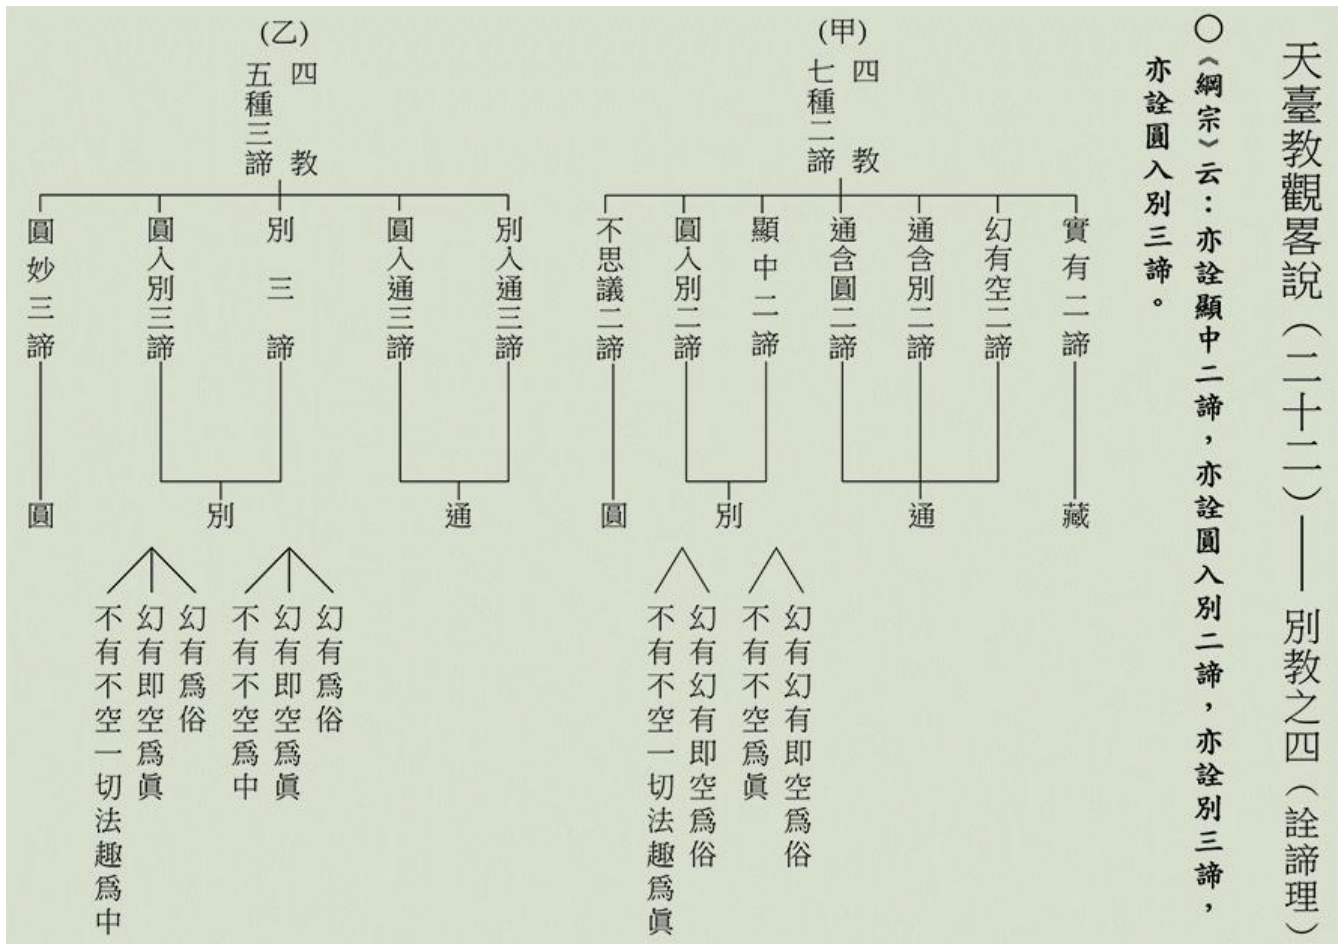 天臺教觀畧說（二十二）——別教之四（詮諦理）
○《綱宗》云：亦詮顯中二諦，亦詮圓入別二諦，亦詮別三諦，
亦詮圓入別三諦。
(甲)
四教
七種二諦
實有二諦
幻有空二諦
通含別二諦
通含圓二諦
顯中二諦
圓入別二諦
不思議二諦
藏
通
別
圓
幻有幻有即空爲俗
不有不空爲眞
幻有幻有即空爲俗
不有不空一切法趣爲眞
(乙)
四教
五種三諦
別入通三諦
圓入通三諦
別三諦
圓入別三諦
圓妙三諦
通
別
圓
幻有爲俗
幻有即空爲眞
不有不空爲中
幻有爲俗
幻有即空爲眞
不有不空一切法趣爲中